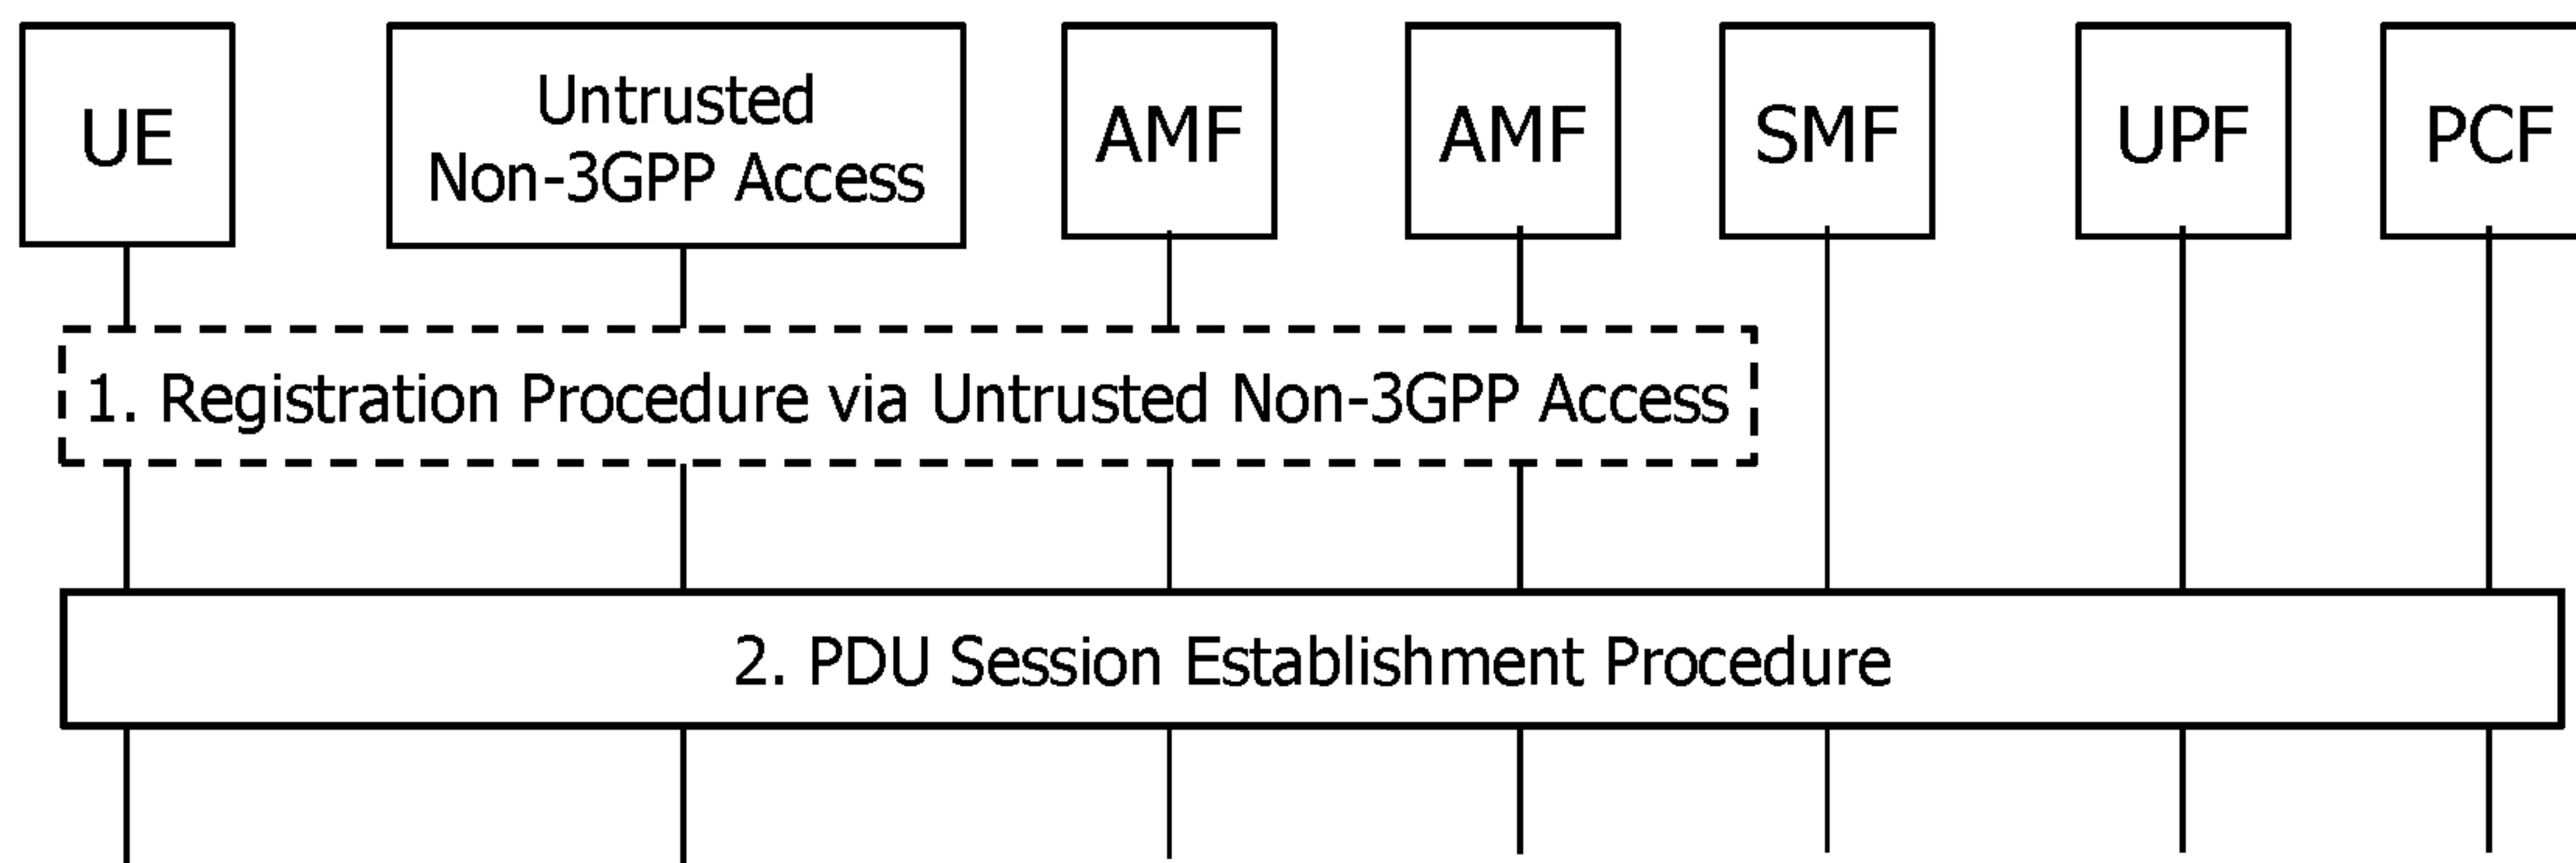 UE
Untrusted
Non-3GPP Access
AMF
AMF
SMF
UPF
PCF
1. Registration Procedure via Untrusted Non-3GPP Access
2. PDU Session Establishment Procedure